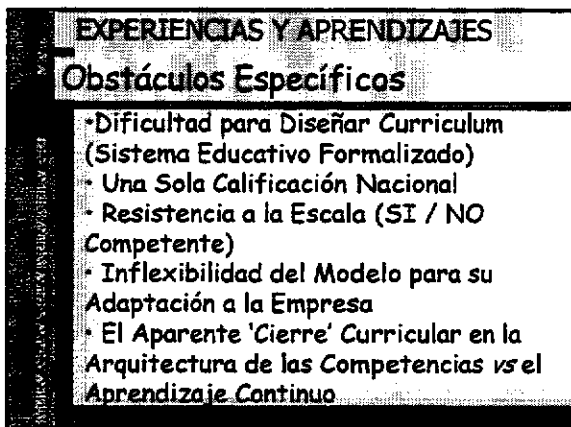 EXPERIENCIAS Y APRENDIZAJES
Obstáculos Específicos
•Dificultad para Diseñar Curriculum
(Sistema Educativo Formalizado)
• Una Sola Calificación Nacional
• Resistencia a la Escala (SI / NO
Competente)
• Inflexibilidad del Modelo para su
Adaptación a la Empresa
• El Aparente 'Cierre' Curricular en la
Arquitectura de las Competencias vs el
Aprendizaje Continuo